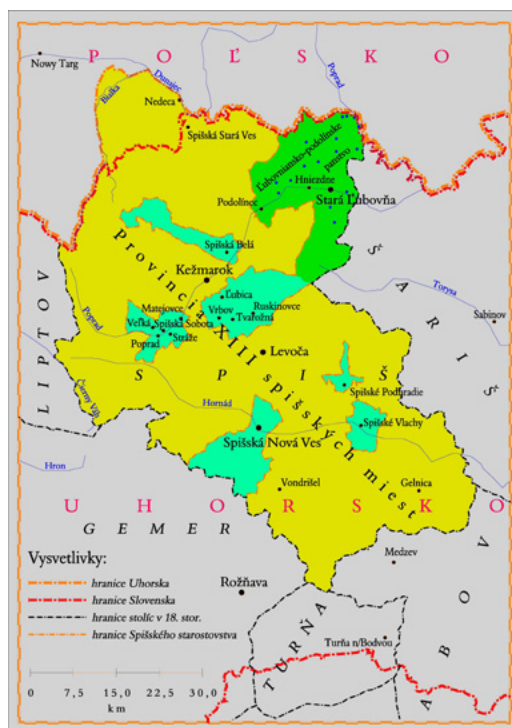 POĽSKO
Nowy Targ
Dunajec
Białka
Poprad
Nedeca
Spišská Stará Ves
Ľubovniansko-podolínske
panstvo
Hniezdne
Podolínec
Stará Ľubovňa
Spišská Belá
Kežmarok
Provincia XIII spišských miest
ŠARIŠ
Torysa
Sabinov
LIPTOV
Poprad
Ľubica
Matejovce
Vrbov
Ruskinovce
Veľká
Spišská Sobota
Tvarožná
Poprad
Stráže
Levoča
SPIŠ
Spišské Podhradie
Čierny Váh
Hornád
Spišské Vlachy
Spišská Nová Ves
Hron
Vondrišel
Gelnica
UHORSKO
GEMER
Medzev
Rožňava
TURŇA
Turňa n/Bodvou
ABOV
Vysvetlivky:
hranice Uhorska
hranice Slovenska
hranice stolíc v 18. stor.
hranice Spišského starostovstva
0 7,5 15 22,5 30,0
km